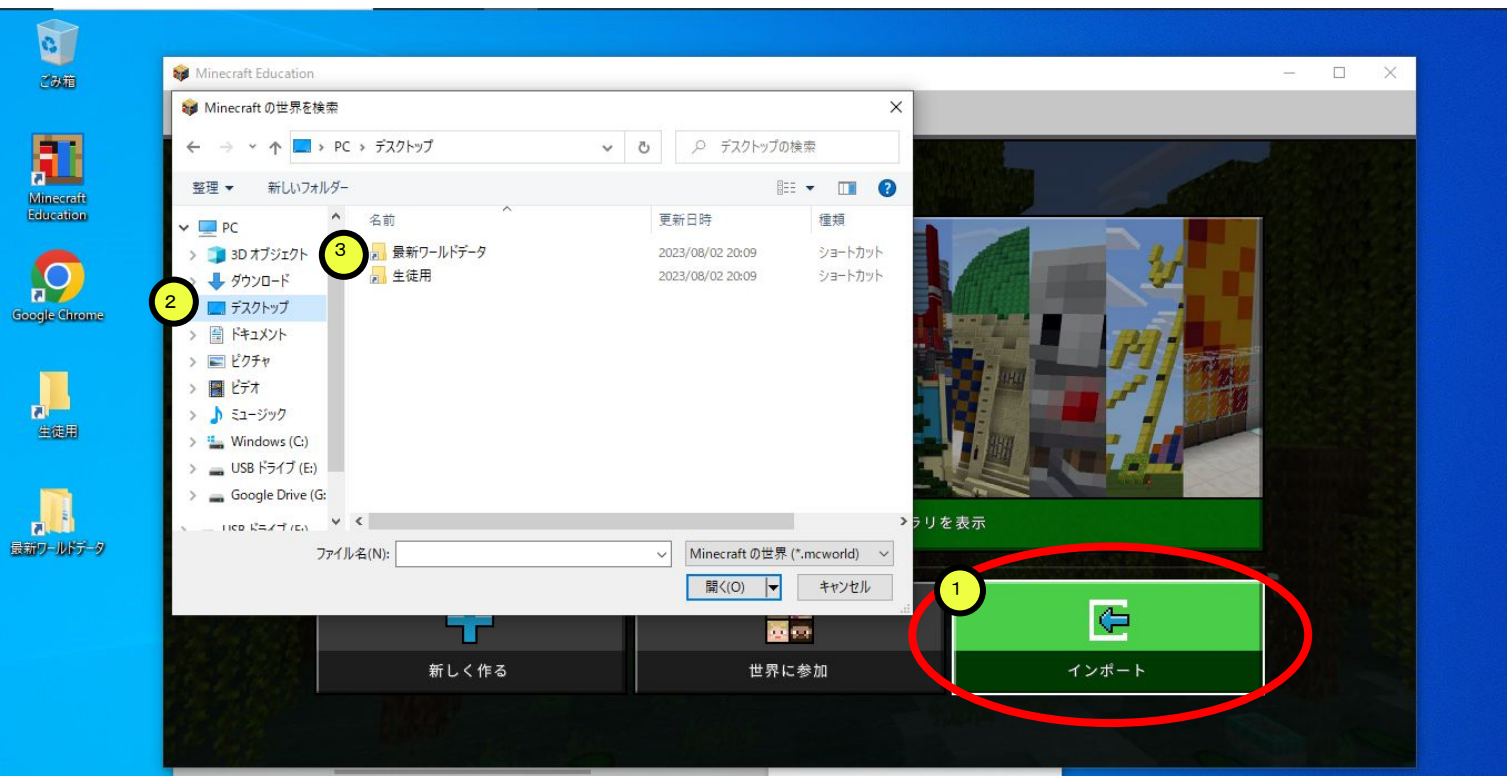 ごみ箱
Minecraft
Education
Google Chrome
生徒用
最新ワールドデータ
Minecraft Education
Minecraft の世界を検索
PC › デスクトップ
デスクトップの検索
整理
新しいフォルダー
名前
更新日時
種類
PC
3D オブジェクト
ダウンロード
デスクトップ
ドキュメント
ピクチャ
ビデオ
ミュージック
Windows (C:)
USB ドライブ (E:)
Google Drive (G:
3
最新ワールドデータ
2023/08/02 20:09
ショートカット
生徒用
2023/08/02 20:09
ショートカット
2
ファイル名(N):
Minecraft の世界 (*.mcworld)
開く(O)
キャンセル
ラリを表示
1
新しく作る
世界に参加
インポート